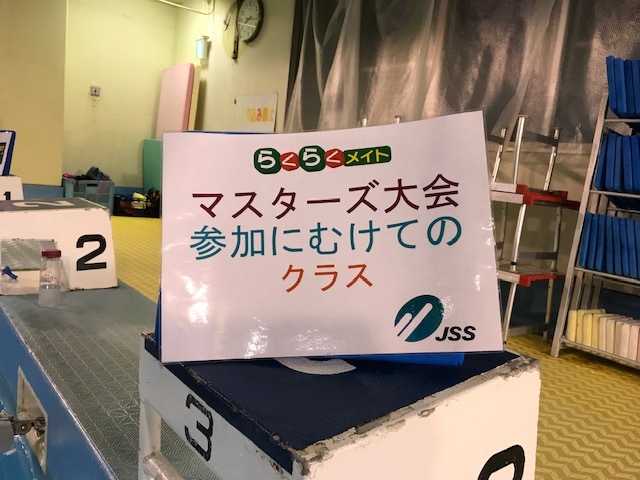 らくらくメイト
マスターズ大会
参加にむけての
クラス
JSS
2
3